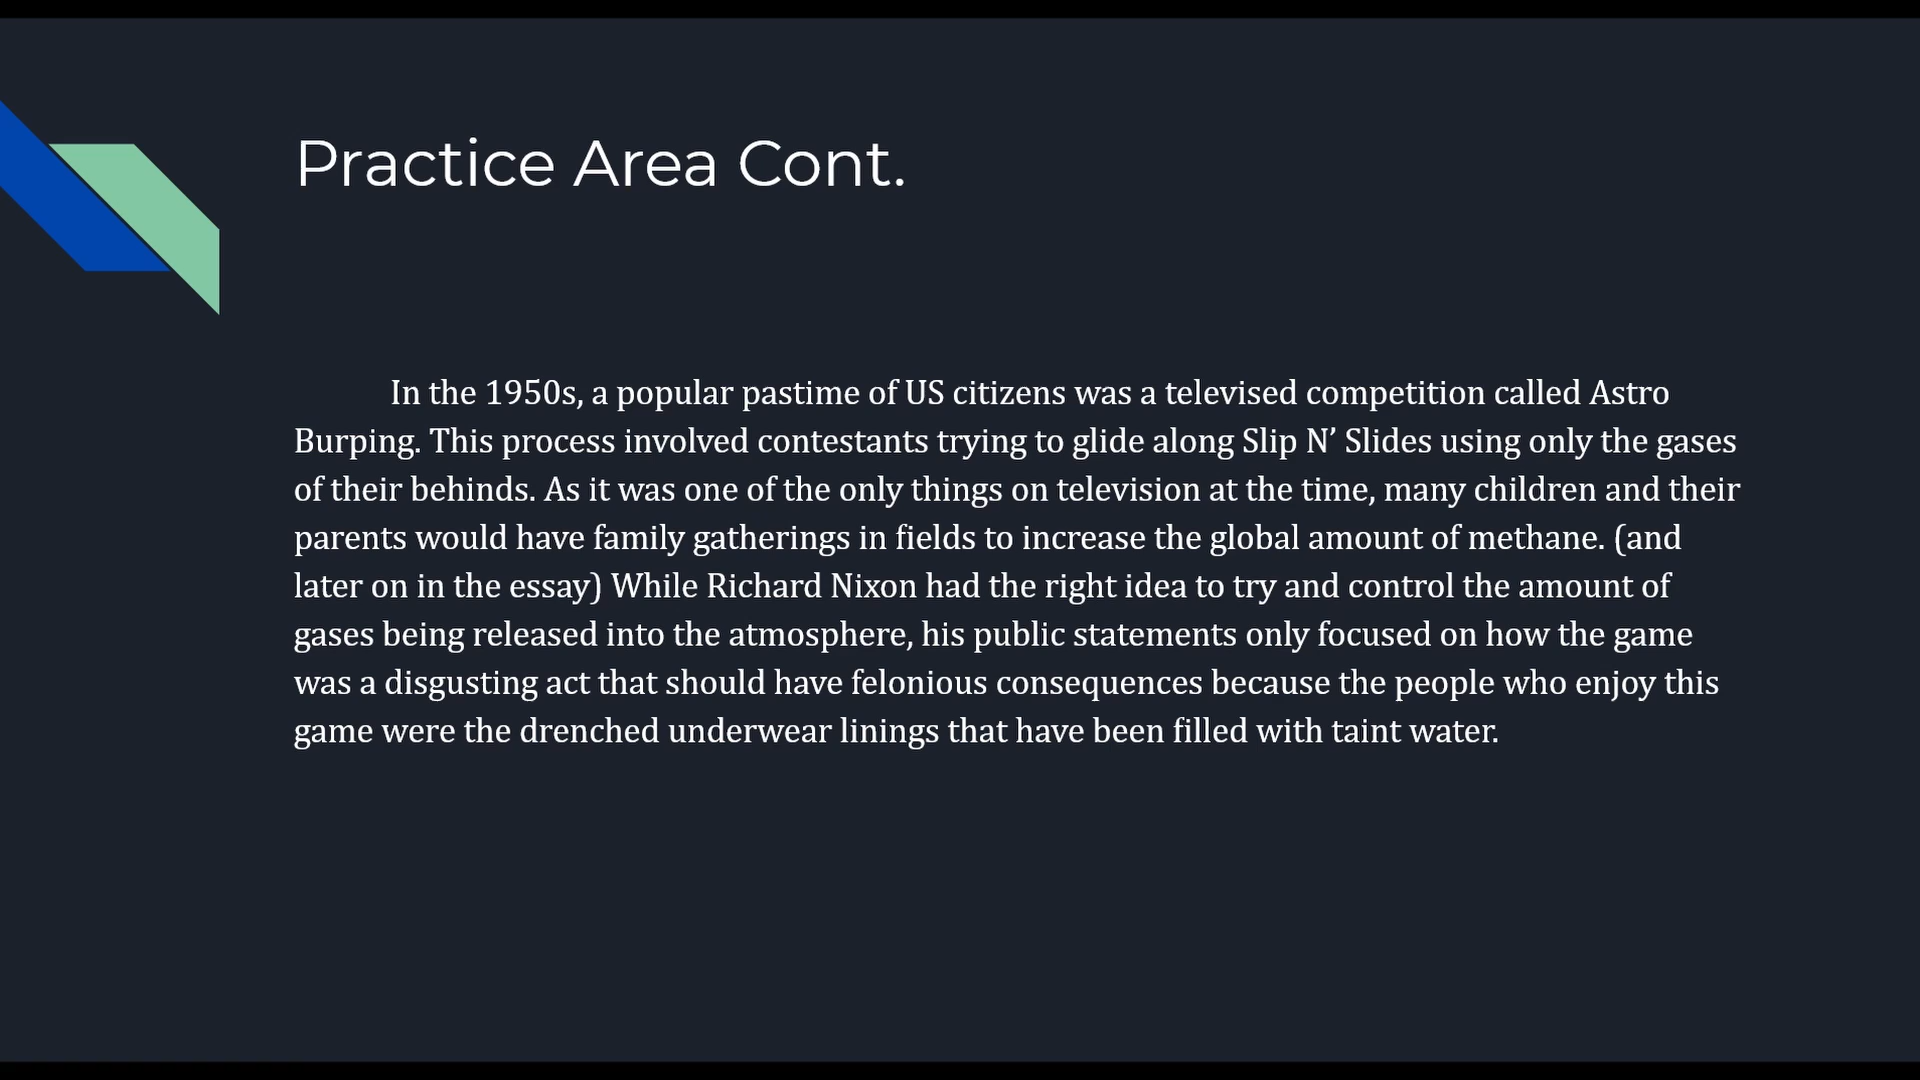 Practice Area Cont.
In the 1950s, a popular pastime of US citizens was a televised competition called Astro
Burping. This process involved contestants trying to glide along Slip N’ Slides using only the gases
of their behinds. As it was one of the only things on television at the time, many children and their
parents would have family gatherings in fields to increase the global amount of methane. (and
later on in the essay) While Richard Nixon had the right idea to try and control the amount of
gases being released into the atmosphere, his public statements only focused on how the game
was a disgusting act that should have felonious consequences because the people who enjoy this
game were the drenched underwear linings that have been filled with taint water.